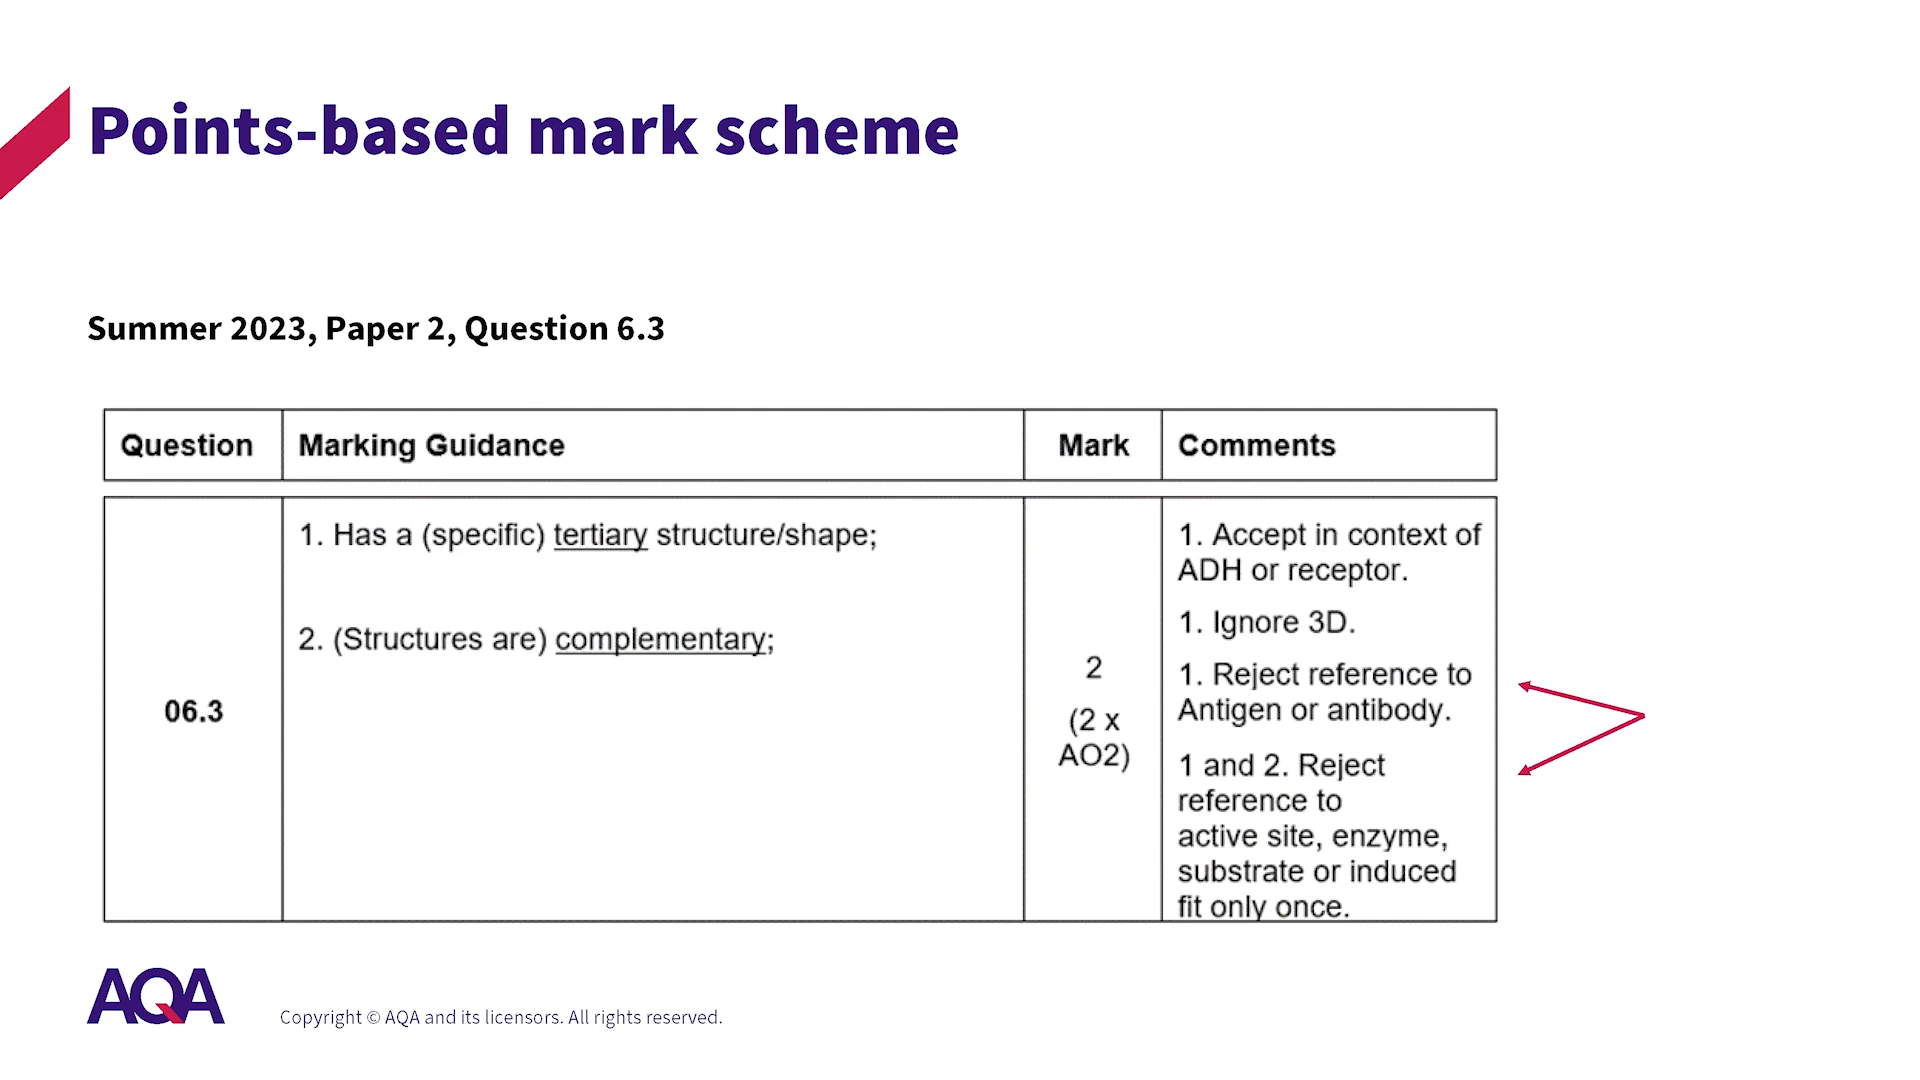 Points-based mark scheme
Summer 2023, Paper 2, Question 6.3
Question Marking Guidance Mark Comments
06.3
1. Has a (specific) tertiary structure/shape;
2. (Structures are) complementary;
2
(2 x
AO2)
1. Accept in context of
ADH or receptor.
1. Ignore 3D.
1. Reject reference to
Antigen or antibody.
1 and 2. Reject
reference to
active site, enzyme,
substrate or induced
fit only once.
AQA
Copyright © AQA and its licensors. All rights reserved.